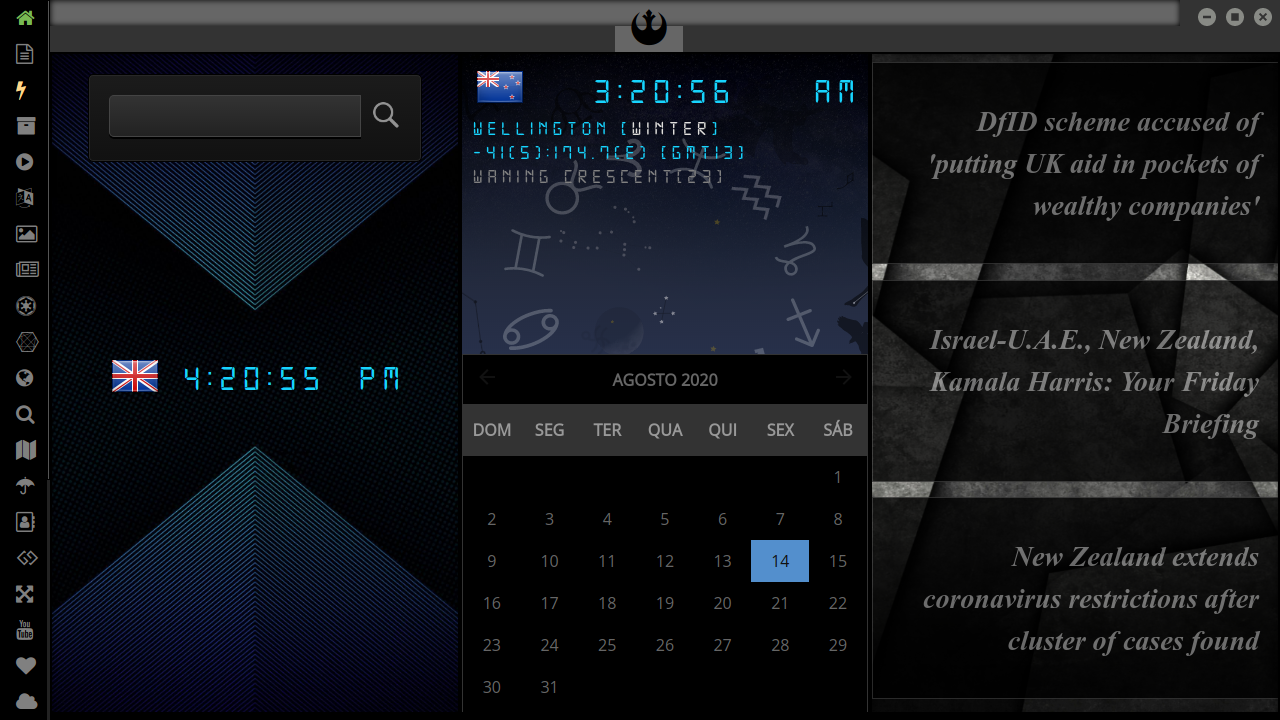 4:20:55 PM
3:20:56 AM
WELLINGTON [WINTER]
-41(S):174.7(E) [GMT13]
WANING CRESCENT[23]
AGOSTO 2020
DOM SEG TER QUA QUI SEX SÁB
1
2 3 4 5 6 7 8
9 10 11 12 13 14 15
16 17 18 19 20 21 22
23 24 25 26 27 28 29
30 31
DfID scheme accused of
'putting UK aid in pockets of
wealthy companies'
Israel-U.A.E., New Zealand,
Kamala Harris: Your Friday
Briefing
New Zealand extends
coronavirus restrictions after
cluster of cases found
You
Tube